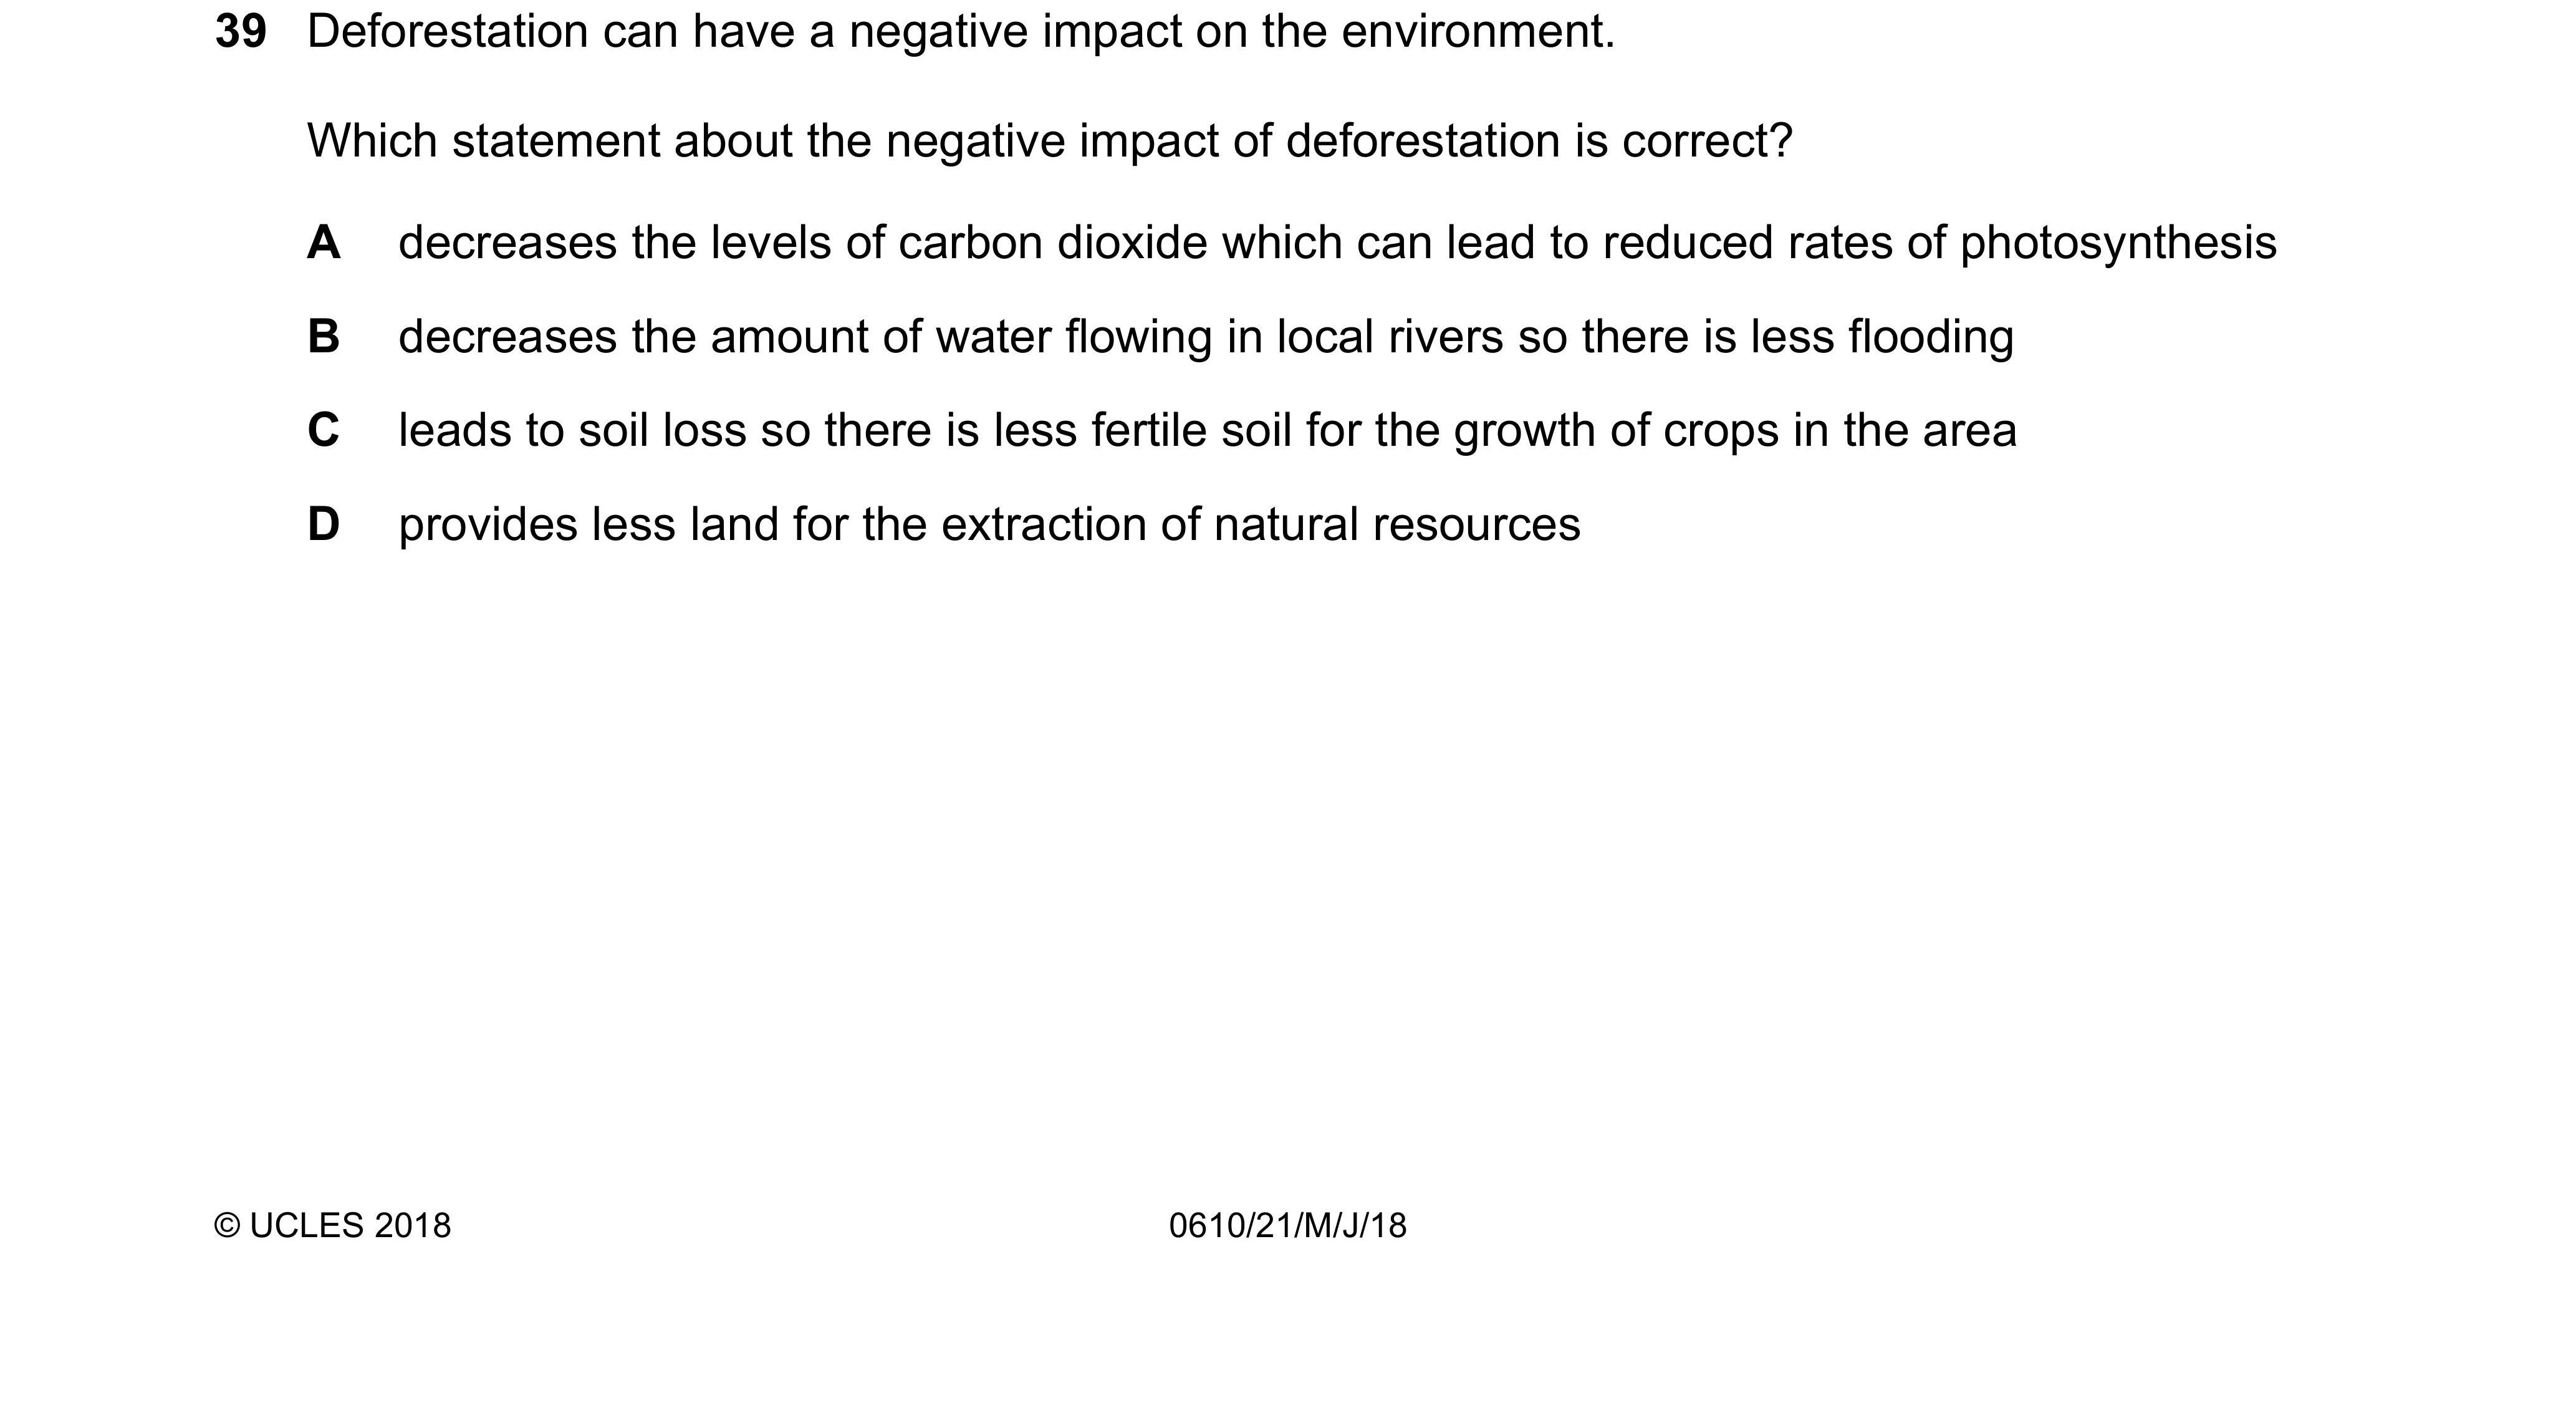 39 Deforestation can have a negative impact on the environment.
Which statement about the negative impact of deforestation is correct?
A decreases the levels of carbon dioxide which can lead to reduced rates of photosynthesis
B decreases the amount of water flowing in local rivers so there is less flooding
C leads to soil loss so there is less fertile soil for the growth of crops in the area
D provides less land for the extraction of natural resources
© UCLES 2018 0610/21/M/J/18